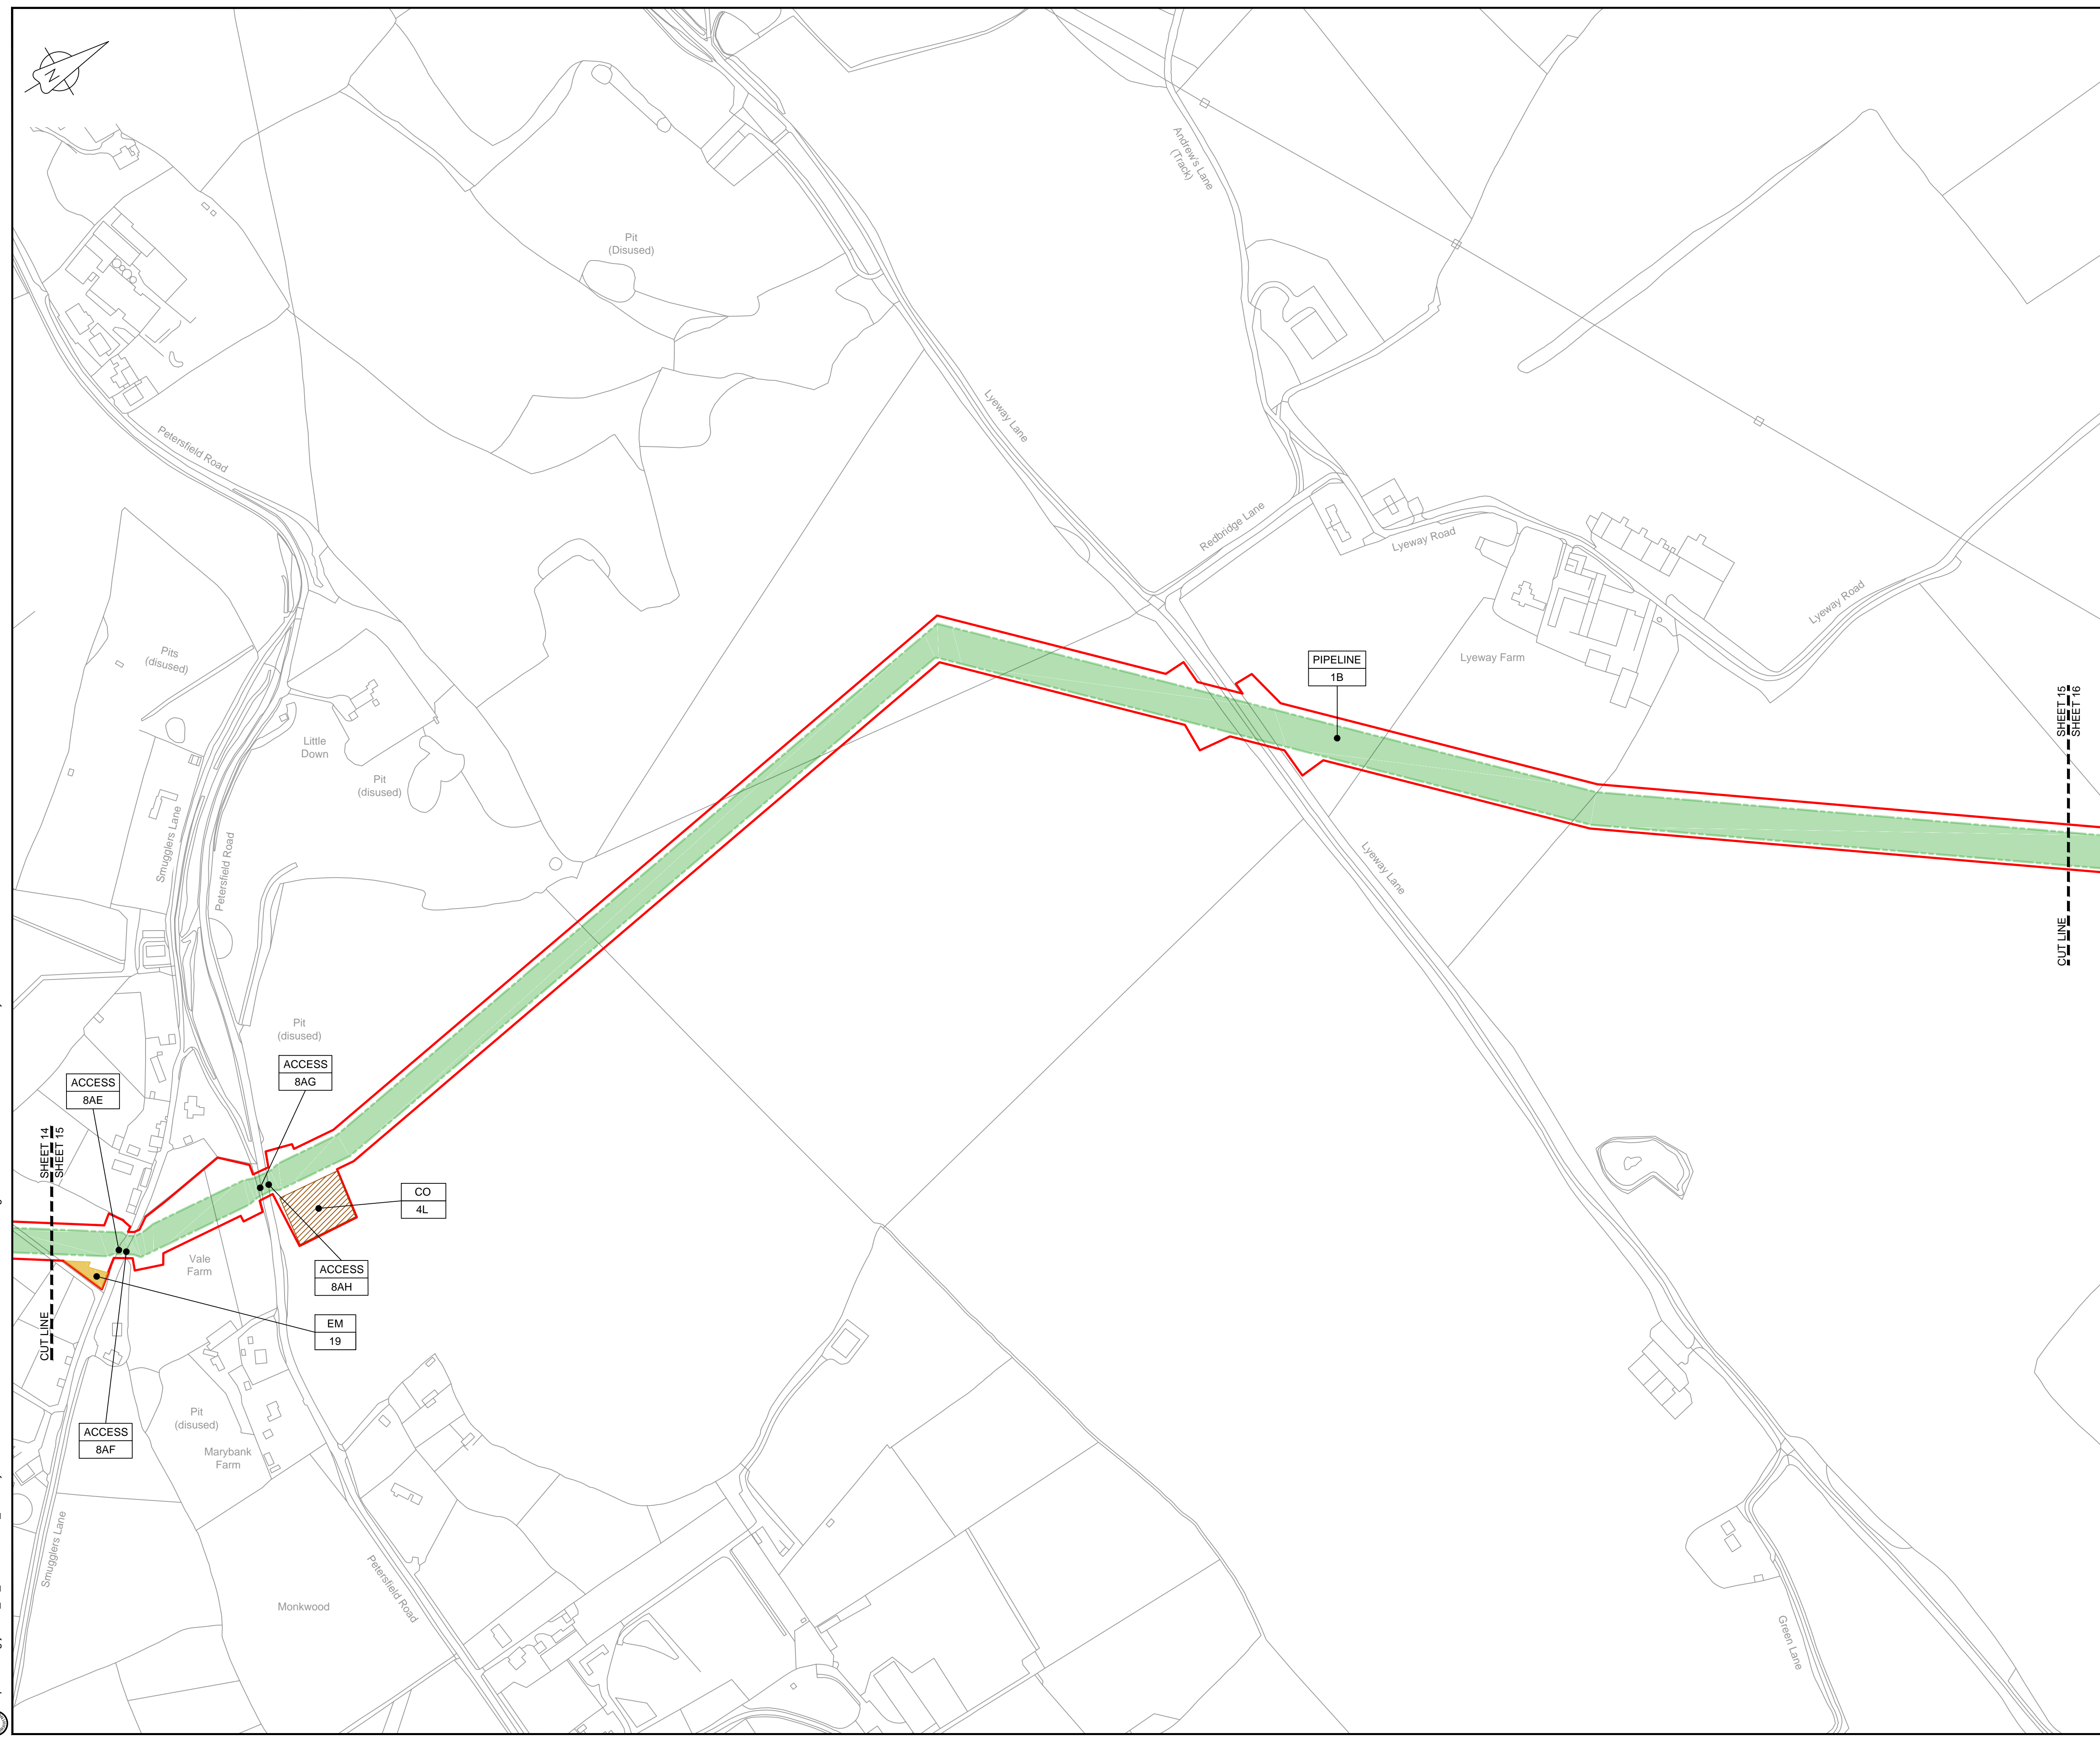 N
Pit
(Disused)
Andrew's Lane
(Track)
Lyeway Lane
Petersfield Road
Redbridge Lane
Lyeway Road
Lyeway Road
Pits
(disused)
Lyeway Farm
PIPELINE
1B
SHEET 15
SHEET 16
CUT LINE
Little
Down
Pit
(disused)
Smugglers Lane
Petersfield Road
Lyeway Lane
Pit
(disused)
ACCESS
8AG
ACCESS
8AE
SHEET 14
SHEET 15
CUT LINE
CO
4L
Vale
Farm
ACCESS
8AH
EM
19
ACCESS
8AF
Pit
(disused)
Marybank
Farm
Smugglers Lane
Petersfield Road
Monkwood
Green Lane